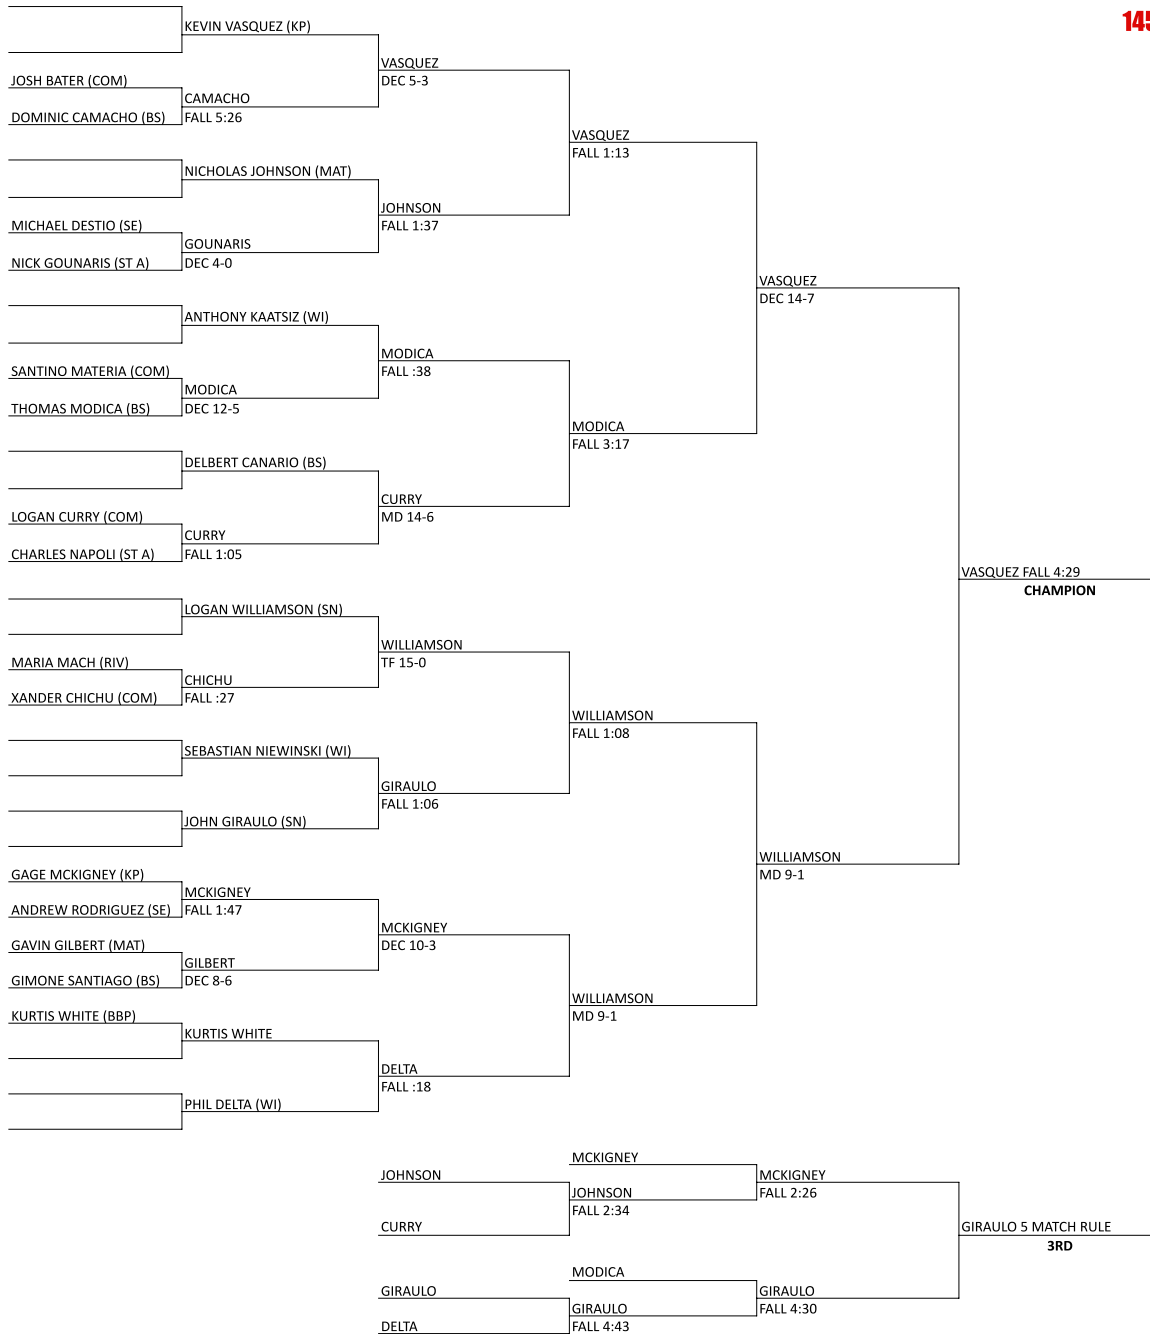 145
KEVIN VASQUEZ (KP)
VASQUEZ
DEC 5-3
JOSH BATER (COM)
CAMACHO
FALL 5:26
DOMINIC CAMACHO (BS)
VASQUEZ
FALL 1:13
NICHOLAS JOHNSON (MAT)
JOHNSON
FALL 1:37
MICHAEL DESTIO (SE)
GOUNARIS
DEC 4-0
NICK GOUNARIS (ST A)
VASQUEZ
DEC 14-7
ANTHONY KAATSIZ (WI)
MODICA
FALL :38
SANTINO MATERIA (COM)
MODICA
DEC 12-5
THOMAS MODICA (BS)
MODICA
FALL 3:17
DELBERT CANARIO (BS)
CURRY
MD 14-6
LOGAN CURRY (COM)
CURRY
FALL 1:05
CHARLES NAPOLI (ST A)
VASQUEZ FALL 4:29
CHAMPION
LOGAN WILLIAMSON (SN)
WILLIAMSON
TF 15-0
MARIA MACH (RIV)
CHICHU
FALL :27
XANDER CHICHU (COM)
WILLIAMSON
FALL 1:08
SEBASTIAN NIEWINSKI (WI)
GIRAULO
FALL 1:06
JOHN GIRAULO (SN)
WILLIAMSON
MD 9-1
GAGE MCKIGNEY (KP)
MCKIGNEY
FALL 1:47
ANDREW RODRIGUEZ (SE)
MCKIGNEY
DEC 10-3
GAVIN GILBERT (MAT)
GILBERT
DEC 8-6
GIMONE SANTIAGO (BS)
WILLIAMSON
MD 9-1
KURTIS WHITE (BBP)
KURTIS WHITE
DELTA
FALL :18
PHIL DELTA (WI)
MCKIGNEY
JOHNSON
MCKIGNEY
FALL 2:26
JOHNSON
FALL 2:34
CURRY
GIRAULO 5 MATCH RULE
3RD
MODICA
GIRAULO
GIRAULO
FALL 4:30
GIRAULO
FALL 4:43
DELTA